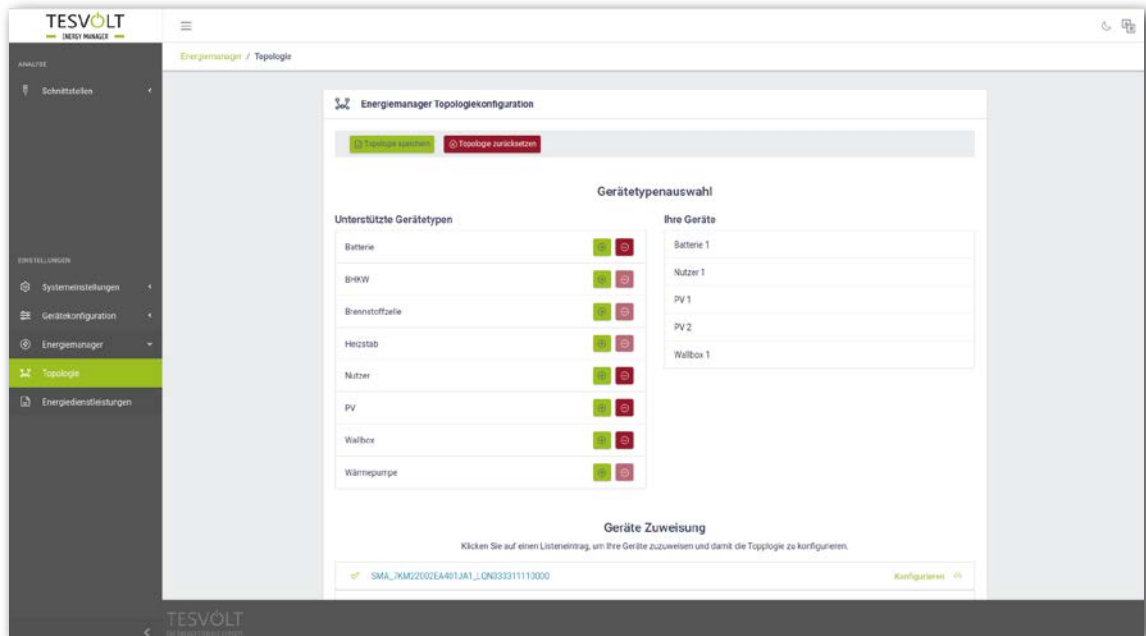 TESVOLT
ENERGY MANAGER
ANALYSE
Schnittstellen
EINSTELLUNGEN
Systemeinstellungen
Gerätekonfiguration
Energiemanager
Topologie
Energiedienstleistungen
Energiemanager / Topologie
Energiemanager Topologiekonfiguration
Topologie speichern
Topologie zurücksetzen
Gerätetypenauswahl
Unterstützte Gerätetypen
Batterie
BHKW
Brennstoffzelle
Heizstab
Nutzer
PV
Wallbox
Wärmepumpe
Ihre Geräte
Batterie 1
Nutzer 1
PV 1
PV 2
Wallbox 1
Geräte Zuweisung
Klicken Sie auf einen Listeneintrag, um Ihre Geräte zuzuweisen und damit die Topplogie zu konfigurieren.
SMA_7KM22002EA401JA1_LQN333311113000
Konfigurieren
TESVOLT